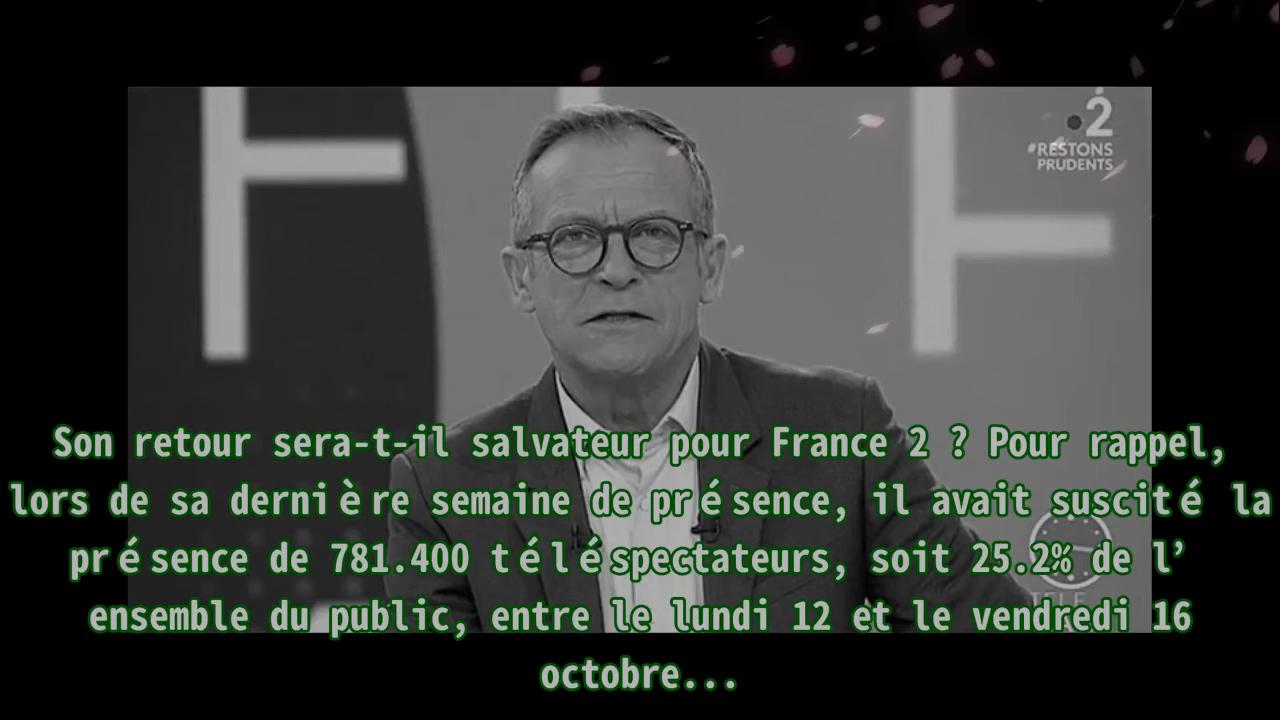 2
#RESTONS
PRUDENTS
Son retour sera-t-il salvateur pour France 2 ? Pour rappel,
lors de sa dernière semaine de présence, il avait suscité la
présence de 781.400 téléspectateurs, soit 25.2% de l’
ensemble du public, entre le lundi 12 et le vendredi 16
octobre...
TÉLÉ